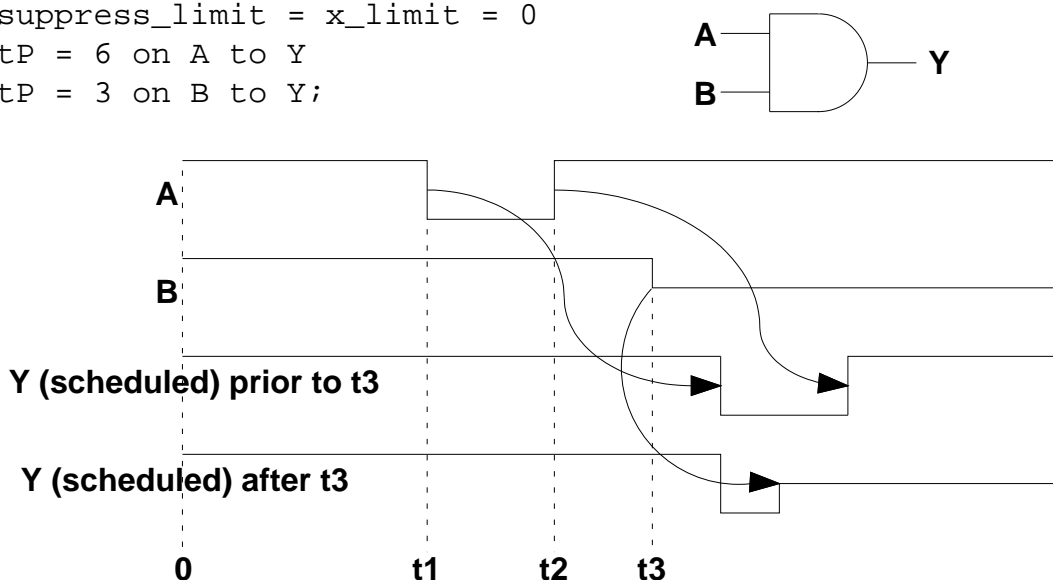 suppress_limit = x_limit = 0
tP = 6 on A to Y
tP = 3 on B to Y;
A
B
Y
A
B
Y (scheduled) prior to t3
Y (scheduled) after t3
0 t1 t2 t3